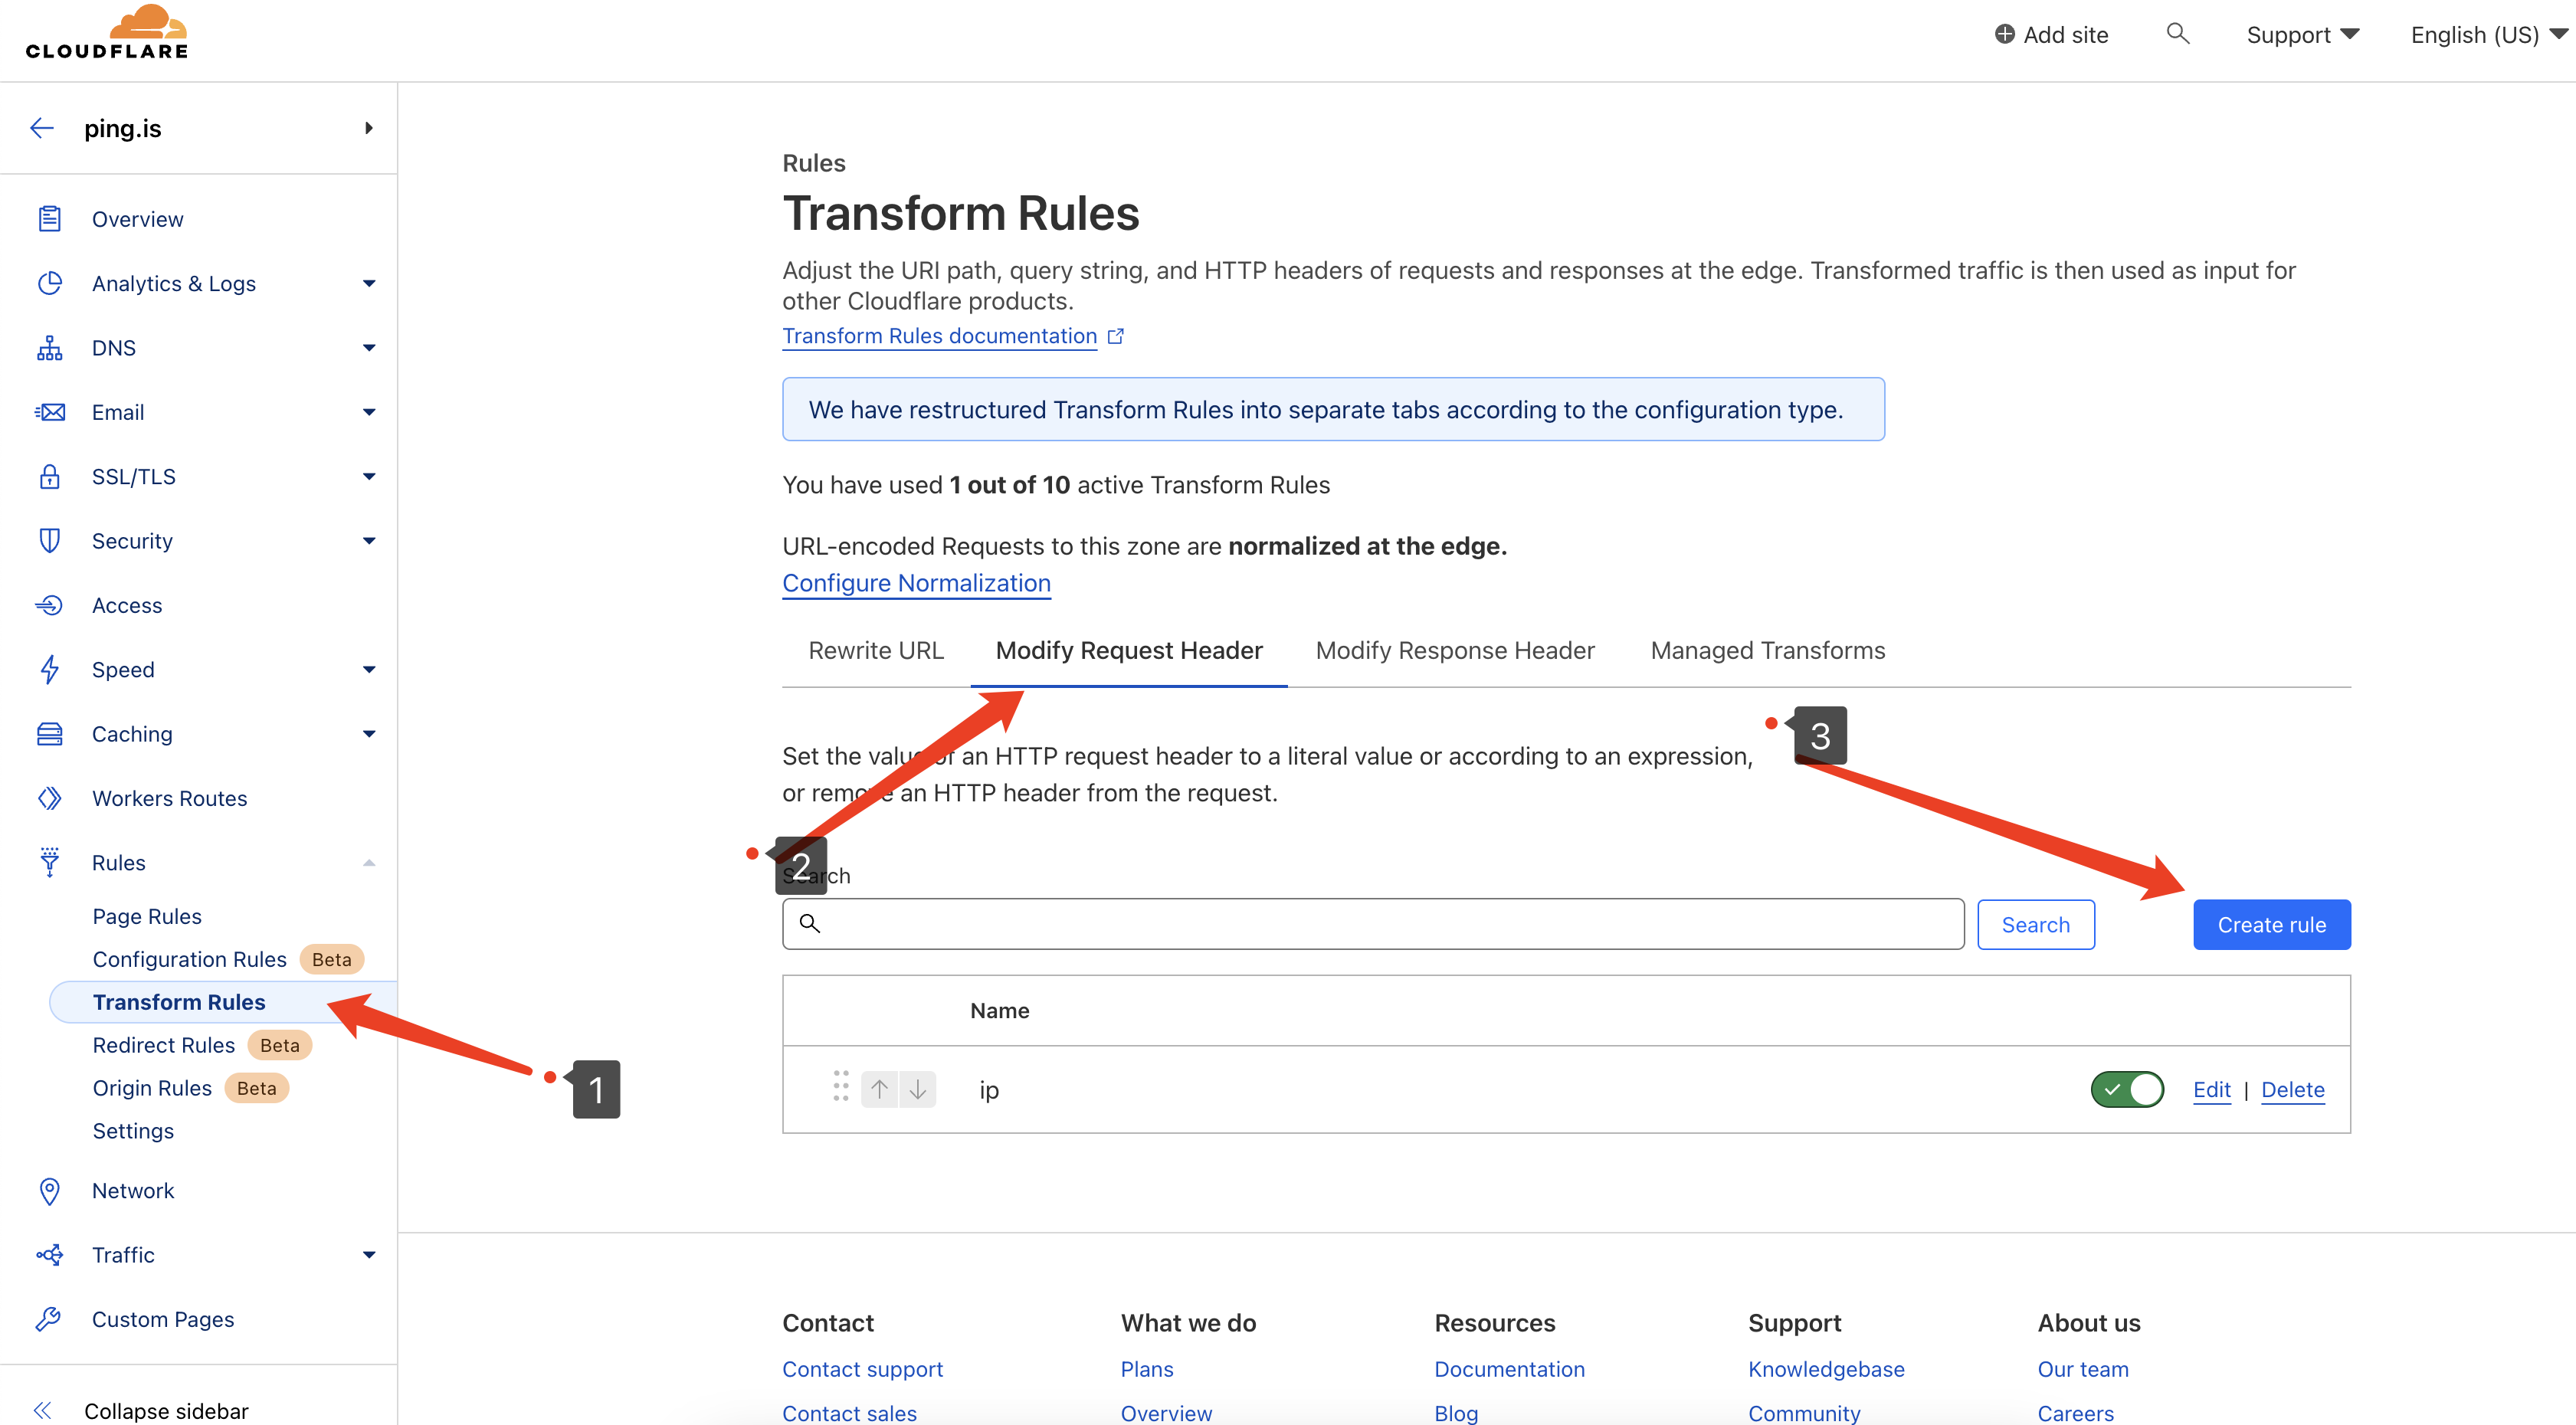 CLOUDFLARE
Add site
Support
English (US)
ping.is
Overview
Analytics & Logs
DNS
Email
SSL/TLS
Security
Access
Speed
Caching
Workers Routes
Rules
Page Rules
Configuration Rules Beta
Transform Rules
Redirect Rules Beta
Origin Rules Beta
Settings
Network
Traffic
Custom Pages
Collapse sidebar
1
Rules
Transform Rules
Adjust the URI path, query string, and HTTP headers of requests and responses at the edge. Transformed traffic is then used as input for
other Cloudflare products.
Transform Rules documentation
We have restructured Transform Rules into separate tabs according to the configuration type.
You have used 1 out of 10 active Transform Rules
URL-encoded Requests to this zone are normalized at the edge.
Configure Normalization
Rewrite URL Modify Request Header Modify Response Header Managed Transforms
3
Set the value of an HTTP request header to a literal value or according to an expression,
or remove an HTTP header from the request.
2
Search
Search Create rule
Name
ip Edit | Delete
Contact What we do Resources Support About us
Contact support Plans Documentation Knowledgebase Our team
Contact sales Overview Blog Community Careers